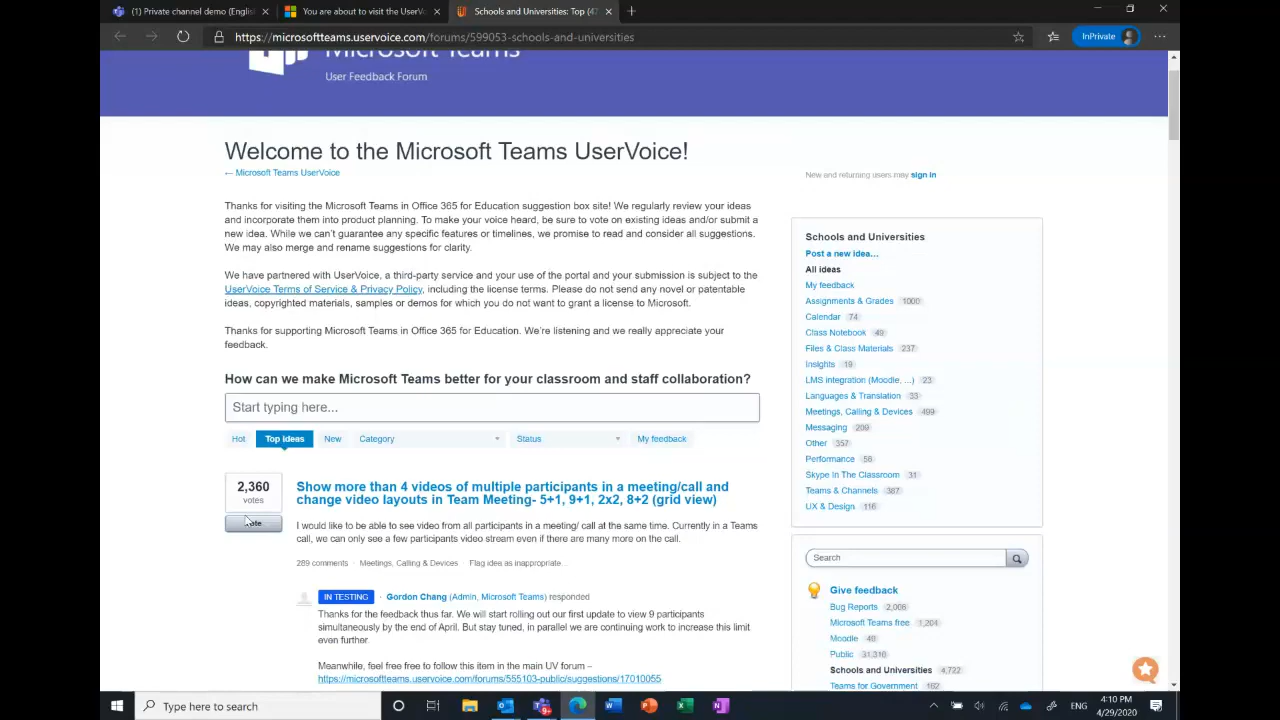 (1) Private demo (Englis
You are about to visit the UserVo
Schools and Universities: Top (47
https://microsoftteams.uservoice.com/forums/599053-schools-and-universities
InPrivate
Microsoft Teams
User Feedback Forum
Welcome to the Microsoft Teams UserVoice!
← Microsoft Teams UserVoice
New and returning users may sign in
Thanks for visiting the Microsoft Teams in Office 365 for Education suggestion box site! We regularly review your ideas
and incorporate them into product planning. To make your voice heard, be sure to vote on existing ideas and/or submit a
new idea. While we can't guarantee any specific features or timelines, we promise to read and consider all suggestions.
We may also merge and rename suggestions for clarity.
We have partnered with UserVoice, a third-party service and your use of the portal and your submission is subject to the
UserVoice Terms of Service & Privacy Policy, including the license terms. Please do not send any novel or patentable
ideas, copyrighted materials, samples or demos for which you do not want to grant a license to Microsoft.
Thanks for supporting Microsoft Teams in Office 365 for Education. We're listening and we really appreciate your
feedback.
How can we make Microsoft Teams better for your classroom and staff collaboration?
Start typing here...
Hot Top ideas New Category Status My feedback
2,360
votes
Show more than 4 videos of multiple participants in a meeting/call and
change video layouts in Team Meeting- 5+1, 9+1, 2x2, 8+2 (grid view)
I would like to be able to see video from all participants in a meeting/ call at the same time. Currently in a Teams
call, we can only see a few participants video stream even if there are many more on the call.
289 comments · Meetings, Calling & Devices · Flag idea as inappropriate…
IN TESTING · Gordon Chang (Admin, Microsoft Teams) responded
Thanks for the feedback thus far. We will start rolling out our first update to view 9 participants
simultaneously by the end of April. But stay tuned, in parallel we are continuing work to increase this limit
even further.
Meanwhile, feel free to follow this item in the main UV forum –
https://microsoftteams.uservoice.com/forums/555103-public/suggestions/17010055
Schools and Universities
Post a new idea…
All ideas
My feedback
Assignments & Grades 1000
Calendar 74
Class Notebook 49
Files & Class Materials 237
Insights 19
LMS integration (Moodle, ...) 23
Languages & Translation 33
Meetings, Calling & Devices 499
Messaging 209
Other 357
Performance 56
Skype In The Classroom 31
Teams & Channels 387
UX & Design 116
Search
Give feedback
Bug Reports 2,006
Microsoft Teams free 1,204
Moodle 46
Public 31,316
Schools and Universities 4,722
Teams for Government 162
Type here to search
ENG
4:10 PM
4/29/2020